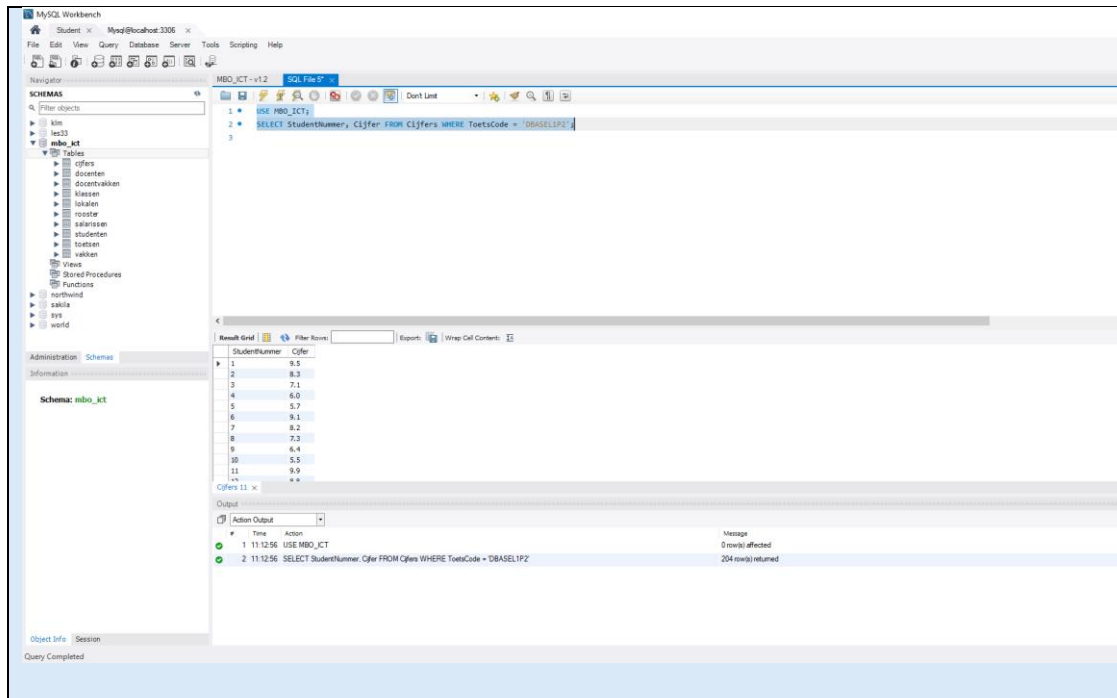 MySQL Workbench
Student × Mysql@localhost:3306 ×
File Edit View Query Database Server Tools Scripting Help
Navigator
SCHEMAS
Filter objects
klm
les33
mbo_ict
Tables
cijfers
docenten
docentvakken
klassen
lokalen
rooster
salarissen
studenten
toetsen
vakken
Views
Stored Procedures
Functions
northwind
sakila
sys
world
Administration Schemas
Information
Schema: mbo_ict
Object Info Session
Query Completed
MBO_ICT - v1.2 SQL File 5* ×
Don't Limit
1 USE MBO_ICT;
2 SELECT StudentNummer, Cijfer FROM Cijfers WHERE ToetsCode = 'DBASEL1P2';
3
Result Grid Filter Rows: Export: Wrap Cell Content:
StudentNummer Cijfer
1 9.5
2 8.3
3 7.1
4 6.0
5 5.7
6 9.1
7 8.2
8 7.3
9 6.4
10 5.5
11 9.9
Cijfers 11 ×
Output
Action Output
# Time Action Message
1 11:12:56 USE MBO_ICT 0 row(s) affected
2 11:12:56 SELECT StudentNummer, Cijfer FROM Cijfers WHERE ToetsCode = 'DBASEL1P2' 204 row(s) returned